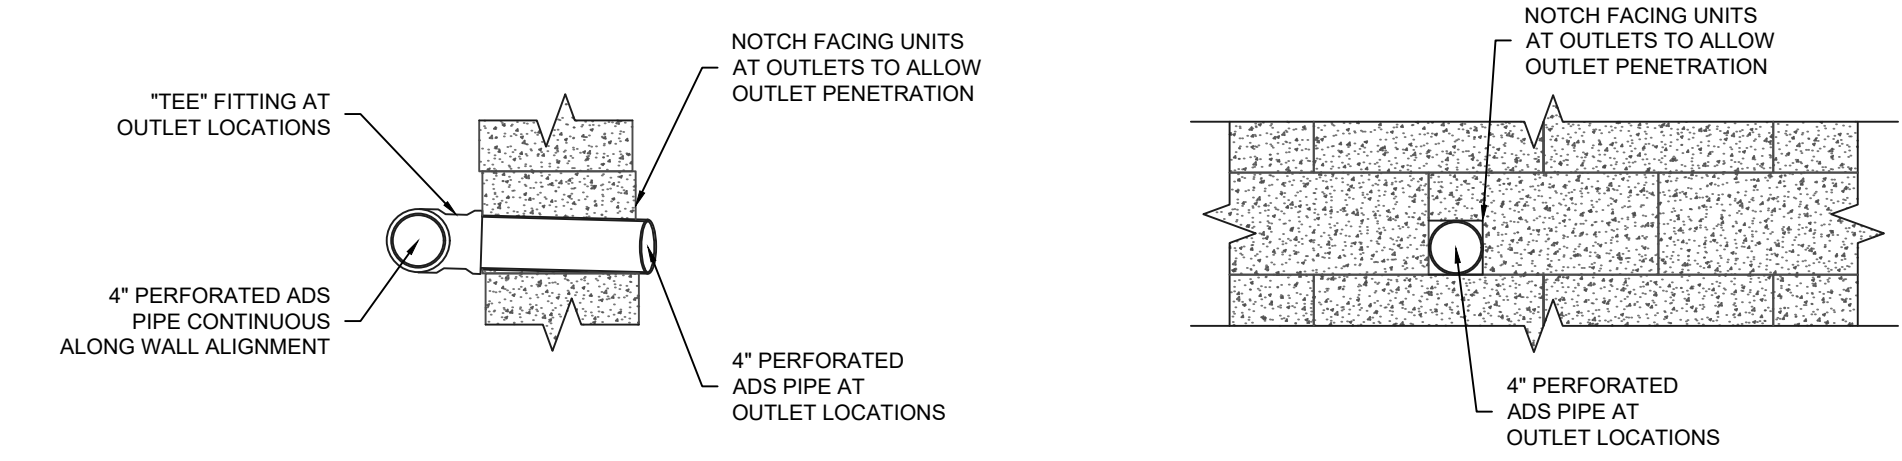 "TEE" FITTING AT
OUTLET LOCATIONS
4" PERFORATED ADS
PIPE CONTINUOUS
ALONG WALL ALIGNMENT
NOTCH FACING UNITS
AT OUTLETS TO ALLOW
OUTLET PENETRATION
4" PERFORATED
ADS PIPE AT
OUTLET LOCATIONS
NOTCH FACING UNITS
AT OUTLETS TO ALLOW
OUTLET PENETRATION
4" PERFORATED
ADS PIPE AT
OUTLET LOCATIONS